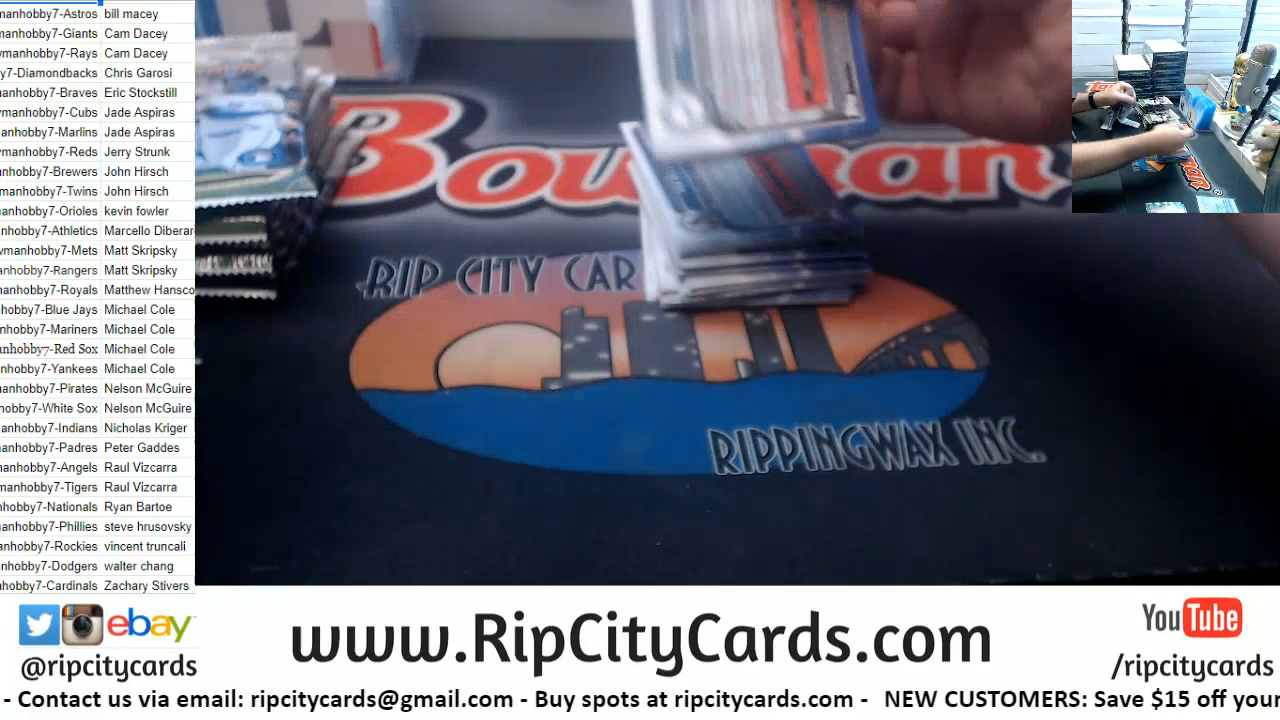 manhobby7-Astros bill macey
manhobby7-Giants Cam Dacey
vmanhobby7-Rays Cam Dacey
y7-Diamondbacks Chris Garosi
manhobby7-Braves Eric Stockstill
vmanhobby7-Cubs Jade Aspiras
anhobby7-Marlins Jade Aspiras
vmanhobby7-Reds Jerry Strunk
anhobby7-Brewers John Hirsch
manhobby7-Twins John Hirsch
manhobby7-Orioles kevin fowler
anhobby7-Athletics Marcello Diberar
wmanhobby7-Mets Matt Skripsky
anhobby7-Rangers Matt Skripsky
manhobby7-Royals Matthew Hansco
hobby7-Blue Jays Michael Cole
nhobby7-Mariners Michael Cole
anhobby7-Red Sox Michael Cole
nhobby7-Yankees Michael Cole
anhobby7-Pirates Nelson McGuire
hobby7-White Sox Nelson McGuire
anhobby7-Indians Nicholas Kriger
anhobby7-Padres Peter Gaddes
manhobby7-Angels Raul Vizcarra
manhobby7-Tigers Raul Vizcarra
nhobby7-Nationals Ryan Bartoe
anhobby7-Phillies steve hrusovsky
anhobby7-Rockies vincent truncali
anhobby7-Dodgers walter chang
hobby7-Cardinals Zachary Stivers
Bowman
RIP CITY CAR
RIPPINGWAX INC.
ebay
@ripcitycards
www.RipCityCards.com
YouTube
/ripcitycards
- Contact us via email: ripcitycards@gmail.com - Buy spots at ripcitycards.com - NEW CUSTOMERS: Save $15 off your